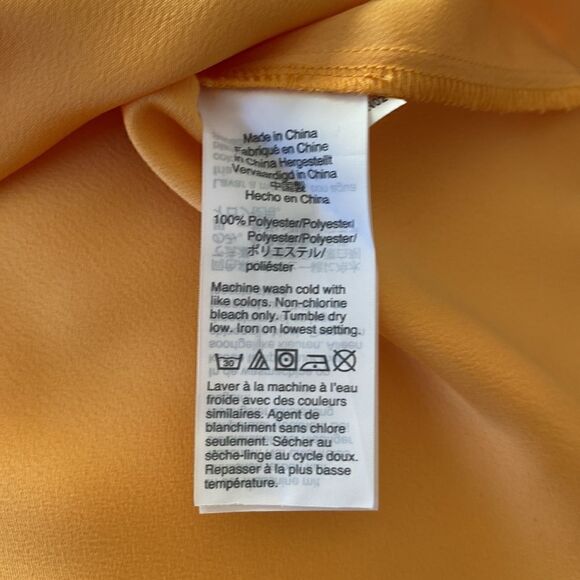 Made in China
Fabriqué en Chine
in China Hergestellt
Vervaardigd in China
中国製
Hecho en China
100% Polyester/Polyester/
Polyester/Polyester/
ポリエステル/
poliéster
Machine wash cold with
like colors. Non-chlorine
bleach only. Tumble dry
low. Iron on lowest setting.
30
Laver à la machine à l'eau
froide avec des couleurs
similaires. Agent de
blanchiment sans chlore
seulement. Sécher au
sèche-linge au cycle doux.
Repasser à la plus basse
température.